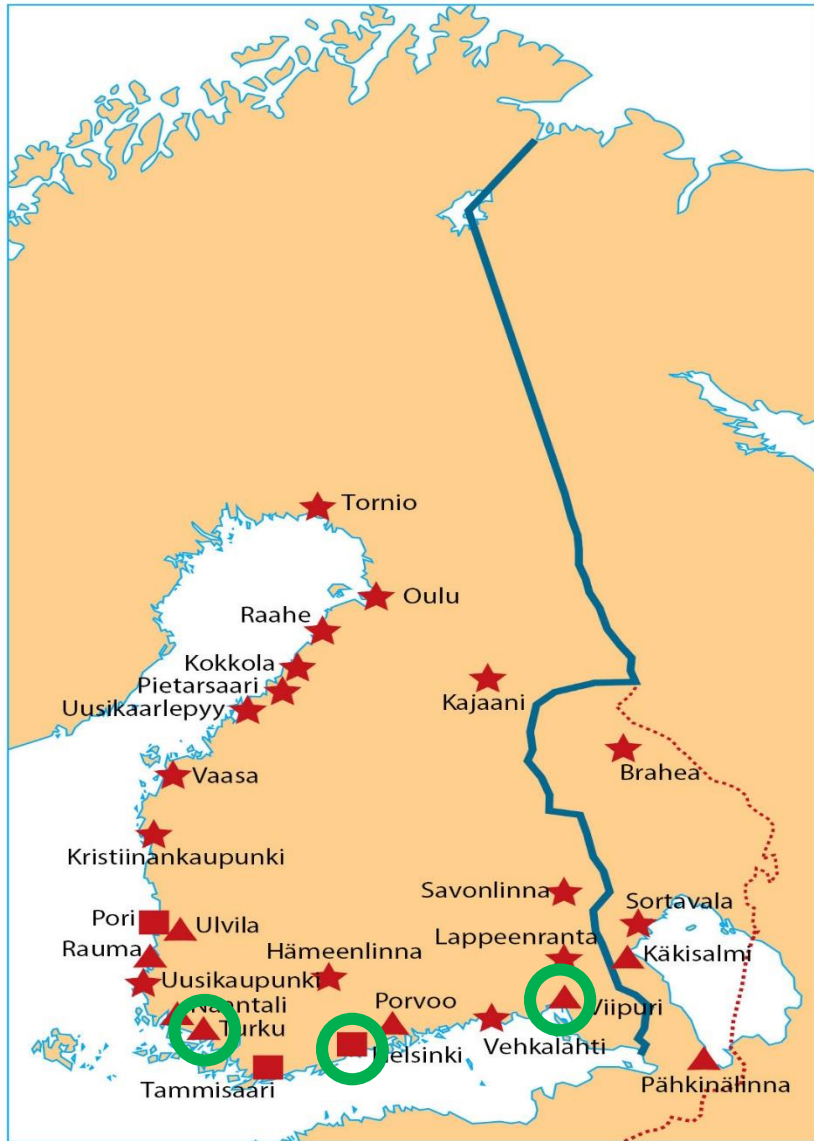 Tornio
Oulu
Raahe
Kokkola
Pietarsaari
Kajaani
Uusikaarlepyy
Brahea
Vaasa
Kristiinankaupunki
Savonlinna
Sortavala
Pori
Ulvila
Lappeenranta
Rauma
Hämeenlinna
Käkisalmi
Uusikaupunki
Naantali
Porvoo
Viipuri
Turku
Vehkalahti
Helsinki
Pähkinälinna
Tammisaari